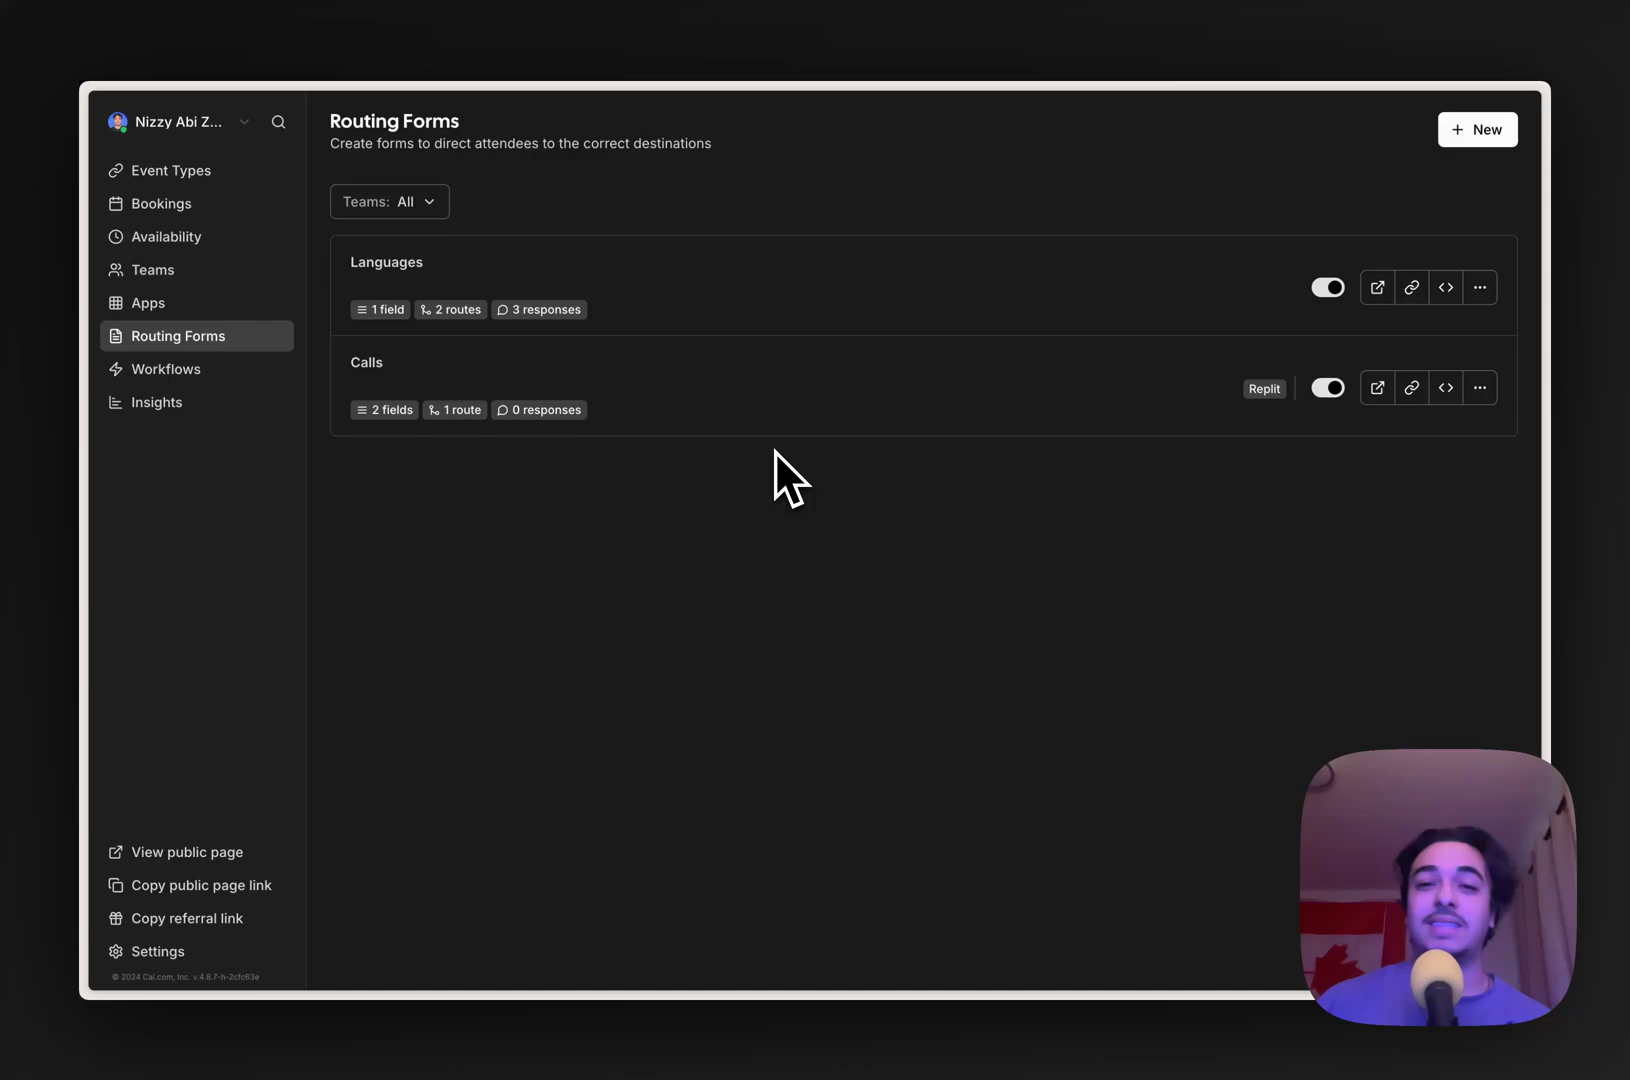 Nizzy Abi Z...
Event Types
Bookings
Availability
Teams
Apps
Routing Forms
Workflows
Insights
View public page
Copy public page link
Copy referral link
Settings
© 2024 Cal.com, Inc. v.4.8.7-h-2cfc63e
Routing Forms
Create forms to direct attendees to the correct destinations
New
Teams: All
Languages
1 field 2 routes 3 responses
Calls
Replit
2 fields 1 route 0 responses